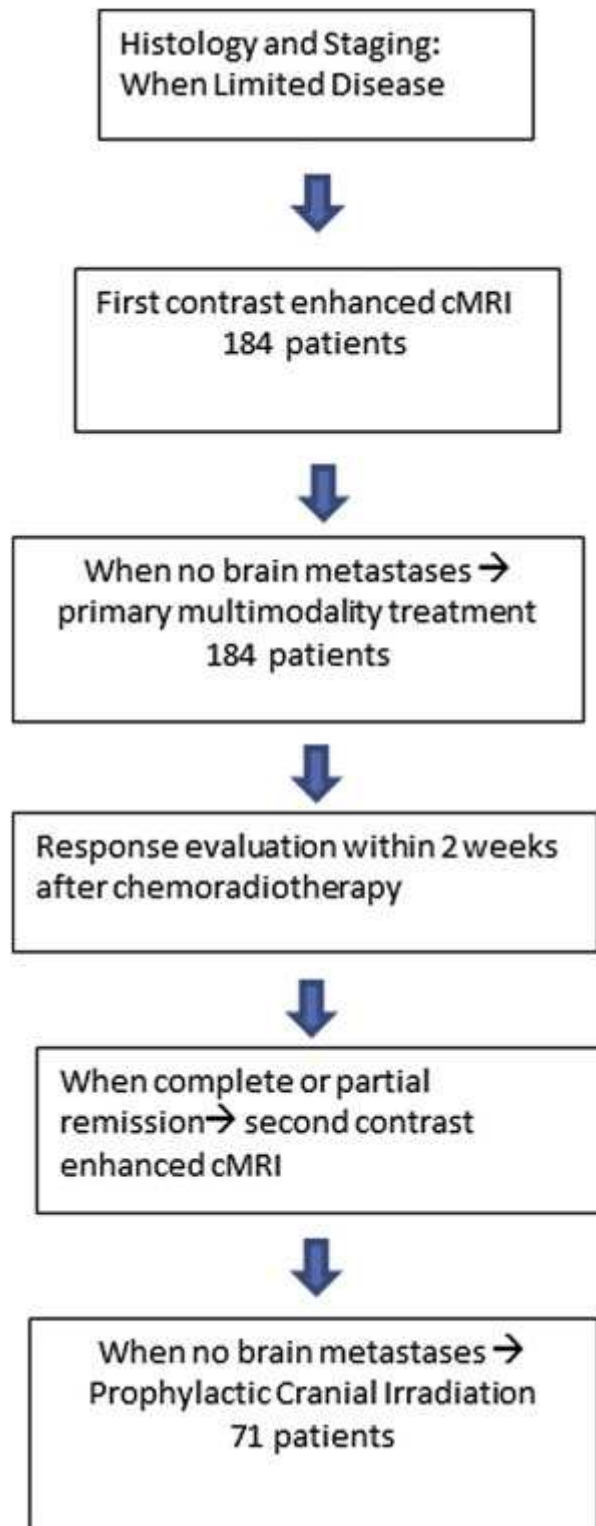 Histology and Staging:
When Limited Disease
First contrast enhanced cMRI
184 patients
When no brain metastases →
primary multimodality treatment
184 patients
Response evaluation within 2 weeks
after chemoradiotherapy
When complete or partial
remission→ second contrast
enhanced cMRI
When no brain metastases →
Prophylactic Cranial Irradiation
71 patients